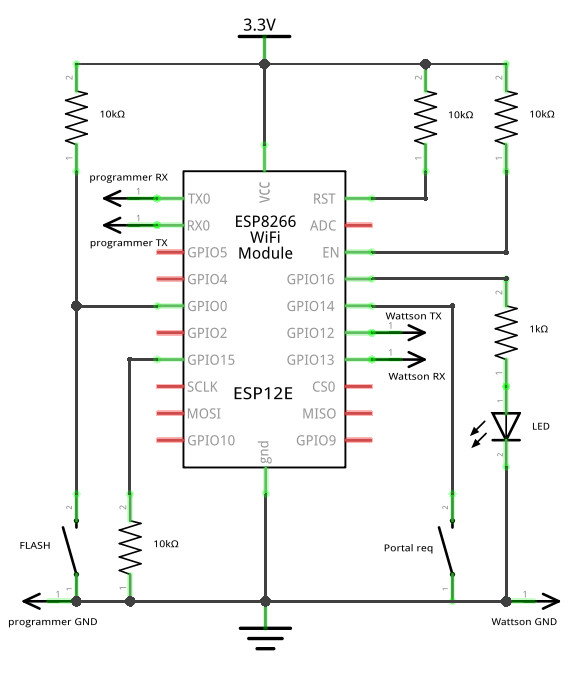 3.3V
2
2
2
10kΩ
10kΩ
10kΩ
1
1
1
programmer RX
1
TX0
VCC
RST
programmer TX
1
RX0
ESP8266
WiFi
Module
ADC
GPIO5
EN
GPIO4
GPIO16
2
GPIO0
GPIO14
Wattson TX
1kΩ
GPIO2
GPIO12
1
1
GPIO15
GPIO13
1
Wattson RX
SCLK
ESP12E
CS0
1
MOSI
MISO
LED
GPIO10
gnd
GPIO9
2
2
2
2
FLASH
10kΩ
Portal req
1
1
1
1
1
programmer GND
Wattson GND